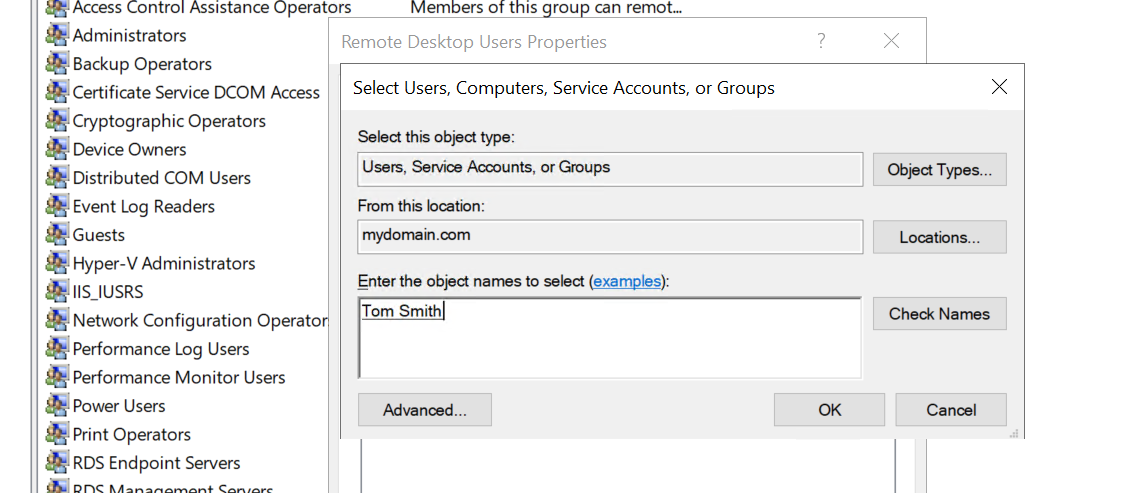 Access Control Assistance Operators Members of this group can remot...
Administrators
Remote Desktop Users Properties ?
Backup Operators
Select Users, Computers, Service Accounts, or Groups
Certificate Service DCOM Access
Cryptographic Operators
Select this object type:
Device Owners
Users, Service Accounts, or Groups Object Types...
Distributed COM Users
Event Log Readers
From this location:
Guests
mydomain.com Locations...
Hyper-V Administrators
Enter the object names to select (examples):
IIS_IUSRS
Tom Smith Check Names
Network Configuration Operator
Performance Log Users
Performance Monitor Users
Power Users
Advanced... OK Cancel
Print Operators
RDS Endpoint Servers
RDS Management Servers